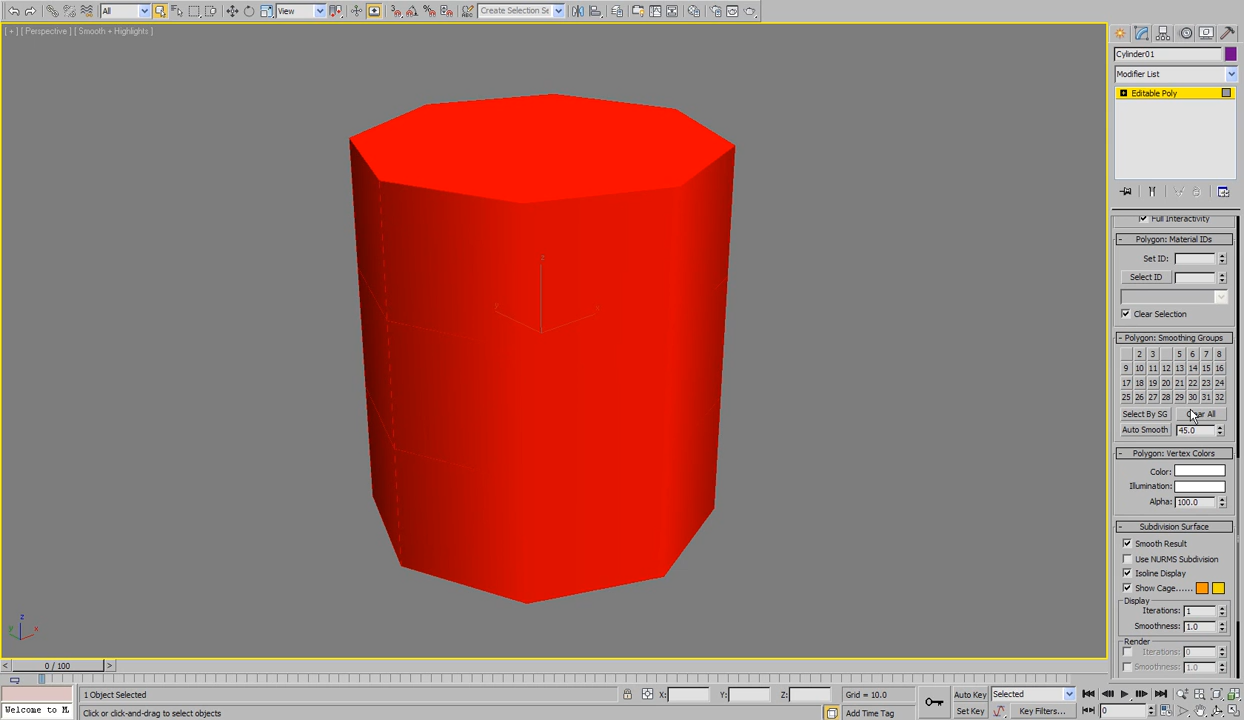 All
View
Create Selection Se
[ + ] [ Perspective ] [ Smooth + Highlights ]
Cylinder01
Modifier List
Editable Poly
Full Interactivity
- Polygon: Material IDs
Set ID:
Select ID
Clear Selection
- Polygon: Smoothing Groups
2 3 5 6 7 8
9 10 11 12 13 14 15 16
17 18 19 20 21 22 23 24
25 26 27 28 29 30 31 32
Select By SG All
Auto Smooth 45.0
- Polygon: Vertex Colors
Color:
Illumination:
Alpha: 100.0
- Subdivision Surface
Smooth Result
Use NURMS Subdivision
Isoline Display
Show Cage......
Display
Iterations: 1
Smoothness: 1.0
Render
Iterations: 0
Smoothness: 1.0
z
z
x
y
< 0 / 100 >
1 Object Selected X: Y: Z: Grid = 10.0 Auto Key Selected
Welcome to M Click or click-and-drag to select objects Add Time Tag Set Key Key Filters... 0